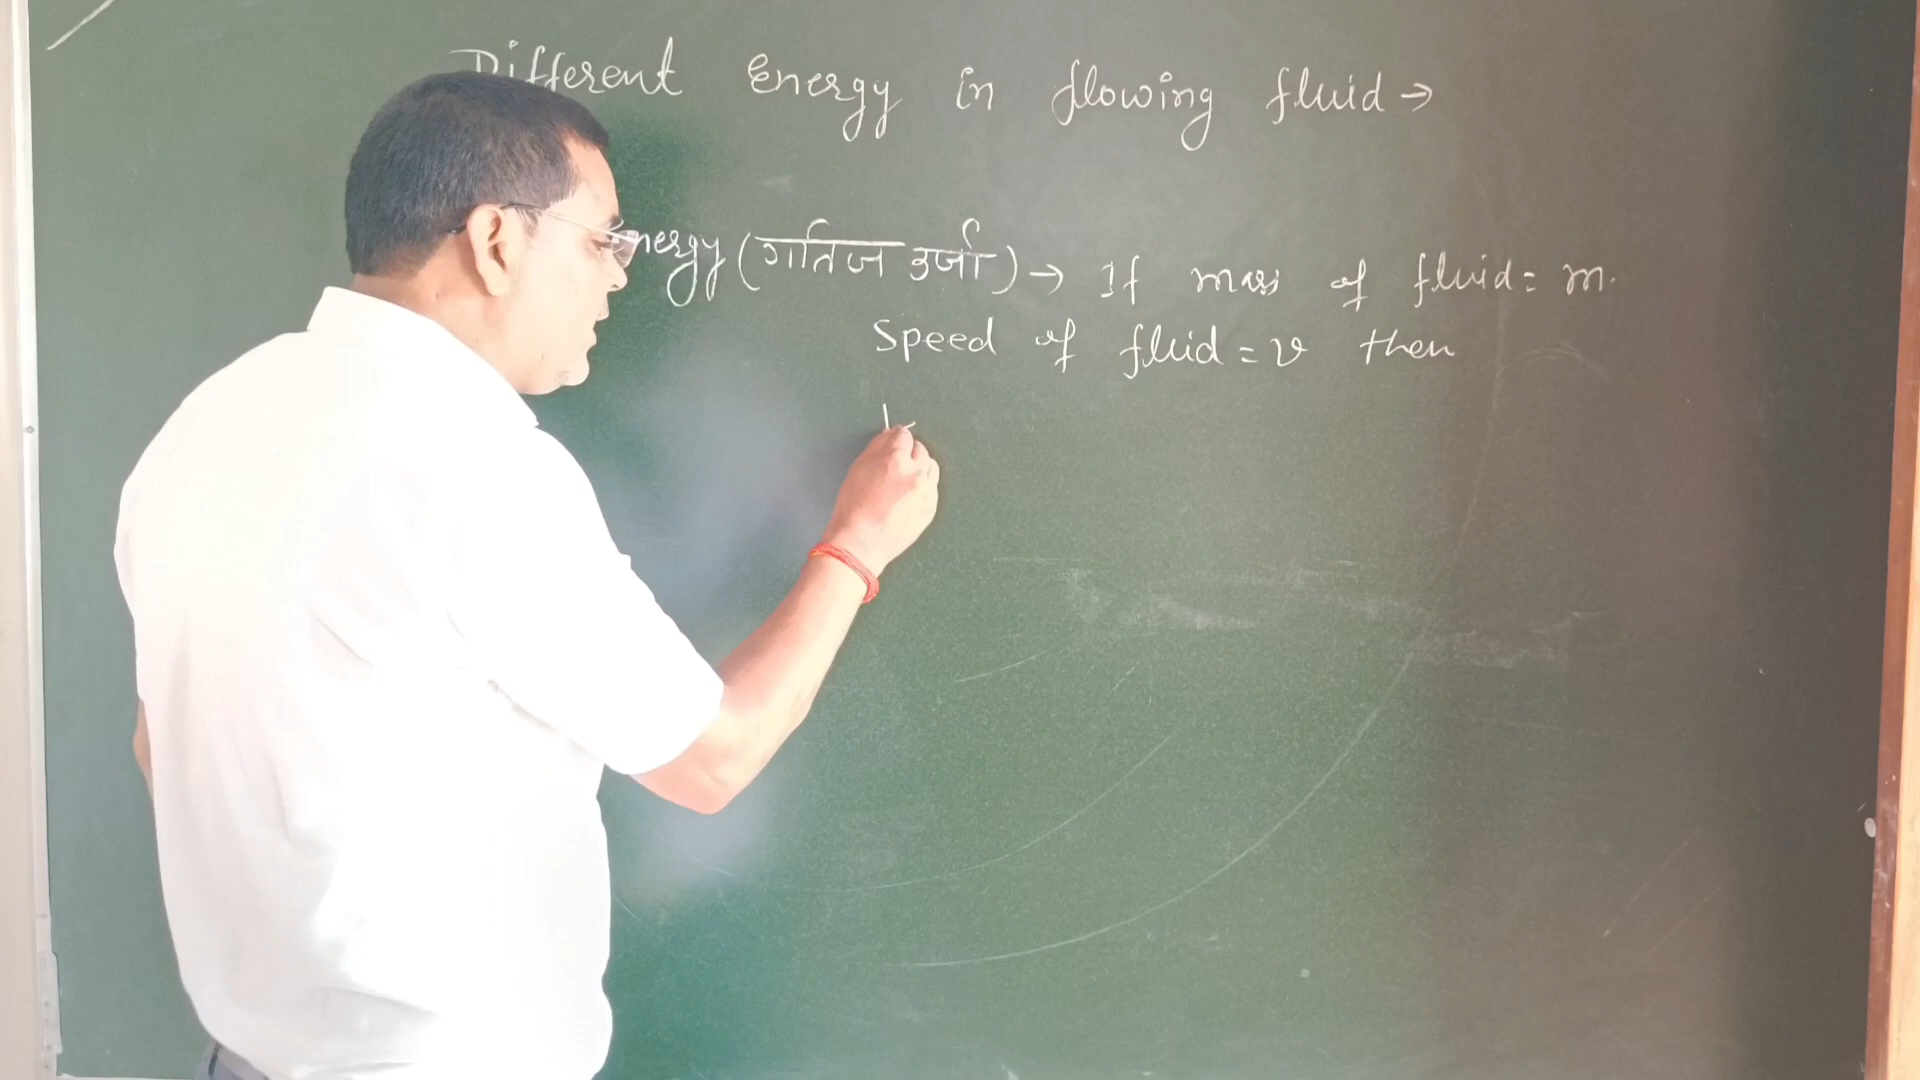 Different Energy in flowing fluid →
Energy (गतिज उर्जा) → If mass of fluid = m.
Speed of fluid = v then